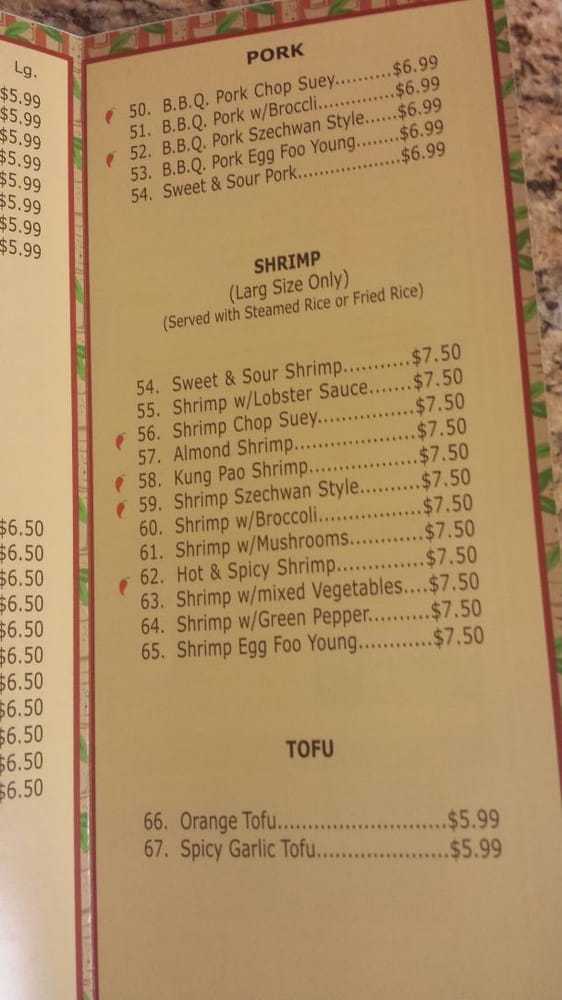 Lg.
$5.99
$5.99
$5.99
$5.99
$5.99
$5.99
$5.99
$5.99
$6.50
$6.50
$6.50
$6.50
$6.50
$6.50
$6.50
$6.50
$6.50
$6.50
$6.50
PORK
50. B.B.Q. Pork Chop Suey..........$6.99
51. B.B.Q. Pork w/Broccli..............$6.99
52. B.B.Q. Pork Szechwan Style......$6.99
53. B.B.Q. Pork Egg Foo Young........$6.99
54. Sweet & Sour Pork...................$6.99
SHRIMP
(Larg Size Only)
(Served with Steamed Rice or Fried Rice)
54. Sweet & Sour Shrimp...........$7.50
55. Shrimp w/Lobster Sauce.......$7.50
56. Shrimp Chop Suey................$7.50
57. Almond Shrimp....................$7.50
58. Kung Pao Shrimp..................$7.50
59. Shrimp Szechwan Style..........$7.50
60. Shrimp w/Broccoli.................$7.50
61. Shrimp w/Mushrooms............$7.50
62. Hot & Spicy Shrimp...............$7.50
63. Shrimp w/mixed Vegetables....$7.50
64. Shrimp w/Green Pepper..........$7.50
65. Shrimp Egg Foo Young............$7.50
TOFU
66. Orange Tofu............................$5.99
67. Spicy Garlic Tofu......................$5.99